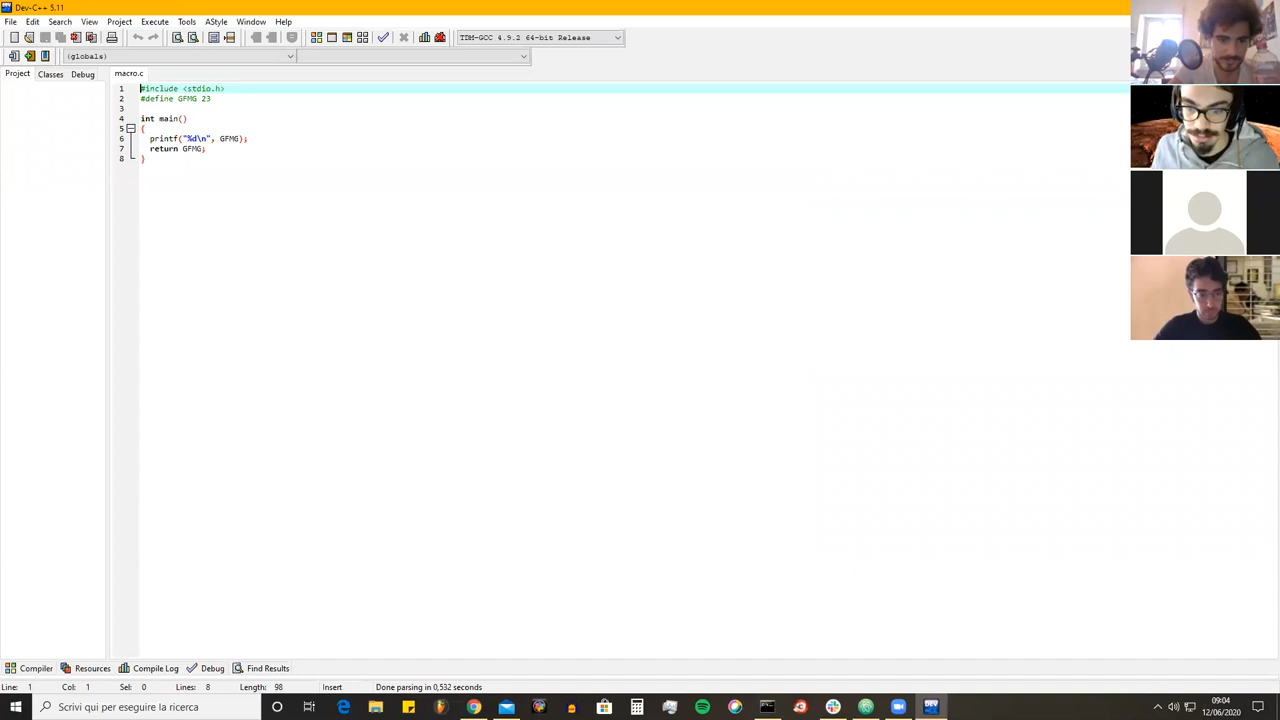 Dev-C++ 5.11
File Edit Search View Project Execute Tools AStyle Window Help
TDM-GCC 4.9.2 64-bit Release
(globals)
Project Classes Debug
macro.c
1 #include <stdio.h>
2 #define GFMG 23
3
4 int main()
5 {
6 printf("%d\n", GFMG);
7 return GFMG;
8 }
Compiler Resources Compile Log Debug Find Results
Line: 1 Col: 1 Sel: 0 Lines: 8 Length: 98 Insert Done parsing in 0,532 seconds
Scrivi qui per eseguire la ricerca
DEV
09:04
12/06/2020